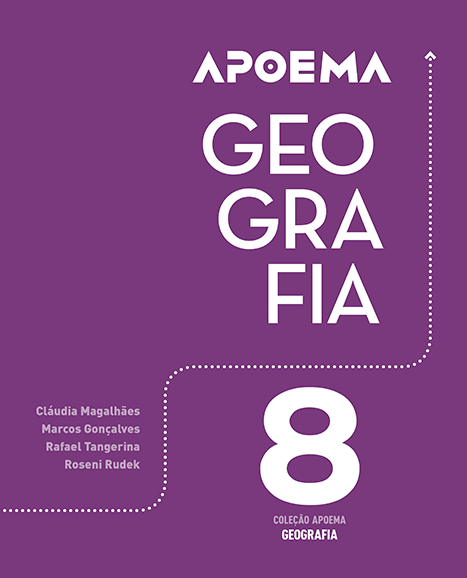 APOEMA
GEO
GRA
FIA
Cláudia Magalhães
Marcos Gonçalves
Rafael Tangerina
Roseni Rudek
8
COLEÇÃO APOEMA
GEOGRAFIA